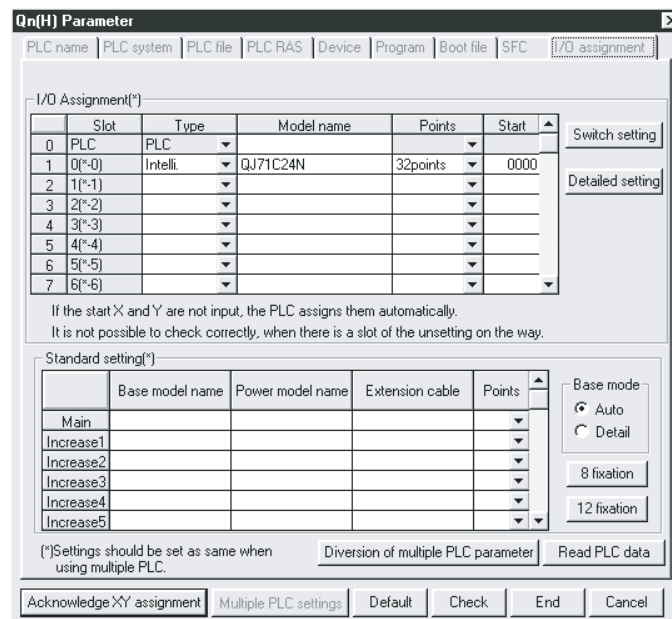 Qn(H) Parameter
PLC name PLC system PLC file PLC RAS Device Program Boot file SFC I/O assignment
I/O Assignment(*)
Slot Type Model name Points Start
0 PLC PLC
1 0(*-0) Intelli. QJ71C24N 32points 0000
2 1(*-1)
3 2(*-2)
4 3(*-3)
5 4(*-4)
6 5(*-5)
7 6(*-6)
Switch setting
Detailed setting
If the start X and Y are not input, the PLC assigns them automatically.
It is not possible to check correctly, when there is a slot of the unsetting on the way.
Standard setting(*)
Base model name Power model name Extension cable Points
Main
Increase1
Increase2
Increase3
Increase4
Increase5
Base mode
Auto
Detail
8 fixation
12 fixation
(*)Settings should be set as same when
using multiple PLC.
Diversion of multiple PLC parameter Read PLC data
Acknowledge XY assignment Multiple PLC settings Default Check End Cancel